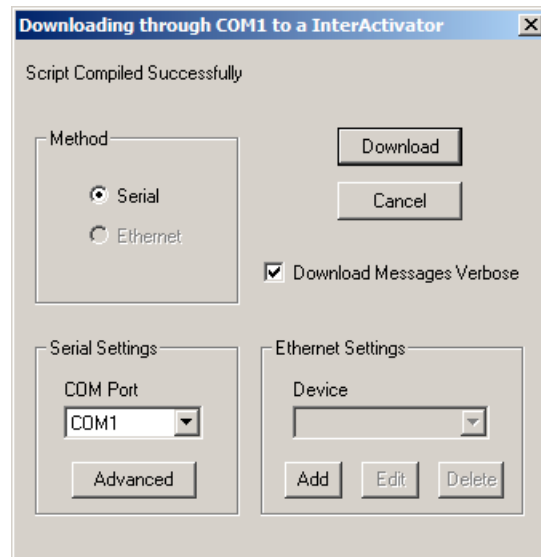 Downloading through COM1 to a InterActivator
Script Compiled Successfully
Method
Serial
Ethernet
Download
Cancel
Download Messages Verbose
Serial Settings
COM Port
COM1
Advanced
Ethernet Settings
Device
Add
Edit
Delete